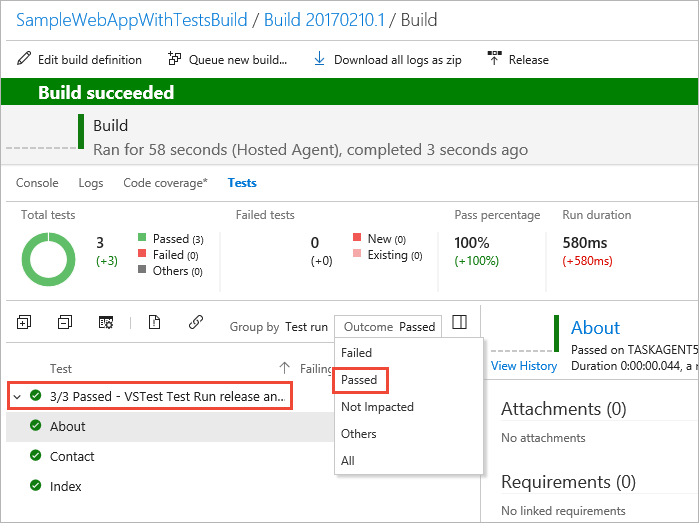 SampleWebAppWithTestsBuild / Build 20170210.1 / Build
Edit build definition Queue new build... Download all logs as zip Release
Build succeeded
Build
Ran for 58 seconds (Hosted Agent), completed 3 seconds ago
Console Logs Code coverage* Tests
Total tests Failed tests Pass percentage Run duration
3 Passed (3) 0 New (0) 100% 580ms
(+3) Failed (0) (+0) Existing (0) (+100%) (+580ms)
Others (0)
Group by Test run Outcome Passed
Test Failing
Failed
Passed
Not Impacted
Others
All
3/3 Passed - VSTest Test Run release an...
About
Contact
Index
About
Passed on TASKAGENT5
View History Duration 0:00:00.044, a
Attachments (0)
No attachments
Requirements (0)
No linked requirements